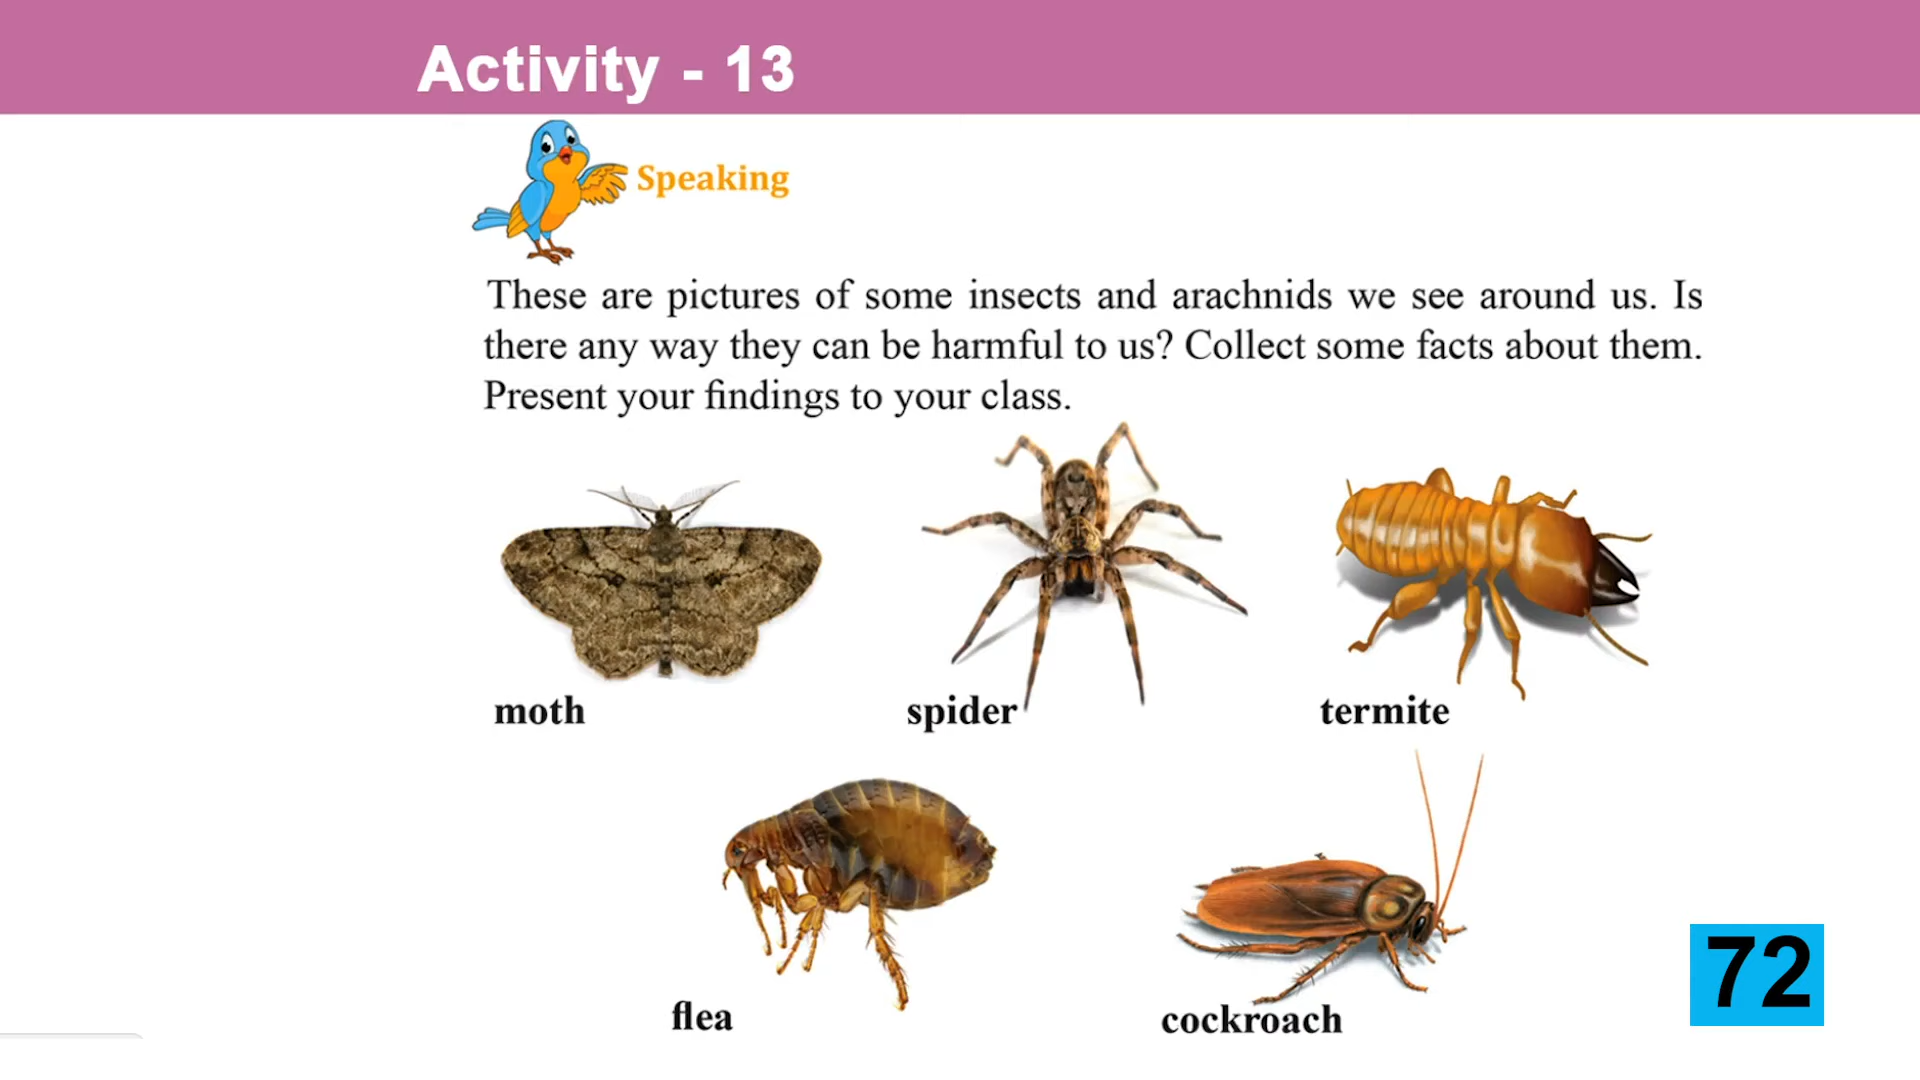 Activity - 13
Speaking
These are pictures of some insects and arachnids we see around us. Is
there any way they can be harmful to us? Collect some facts about them.
Present your findings to your class.
moth
spider
termite
flea
cockroach
72